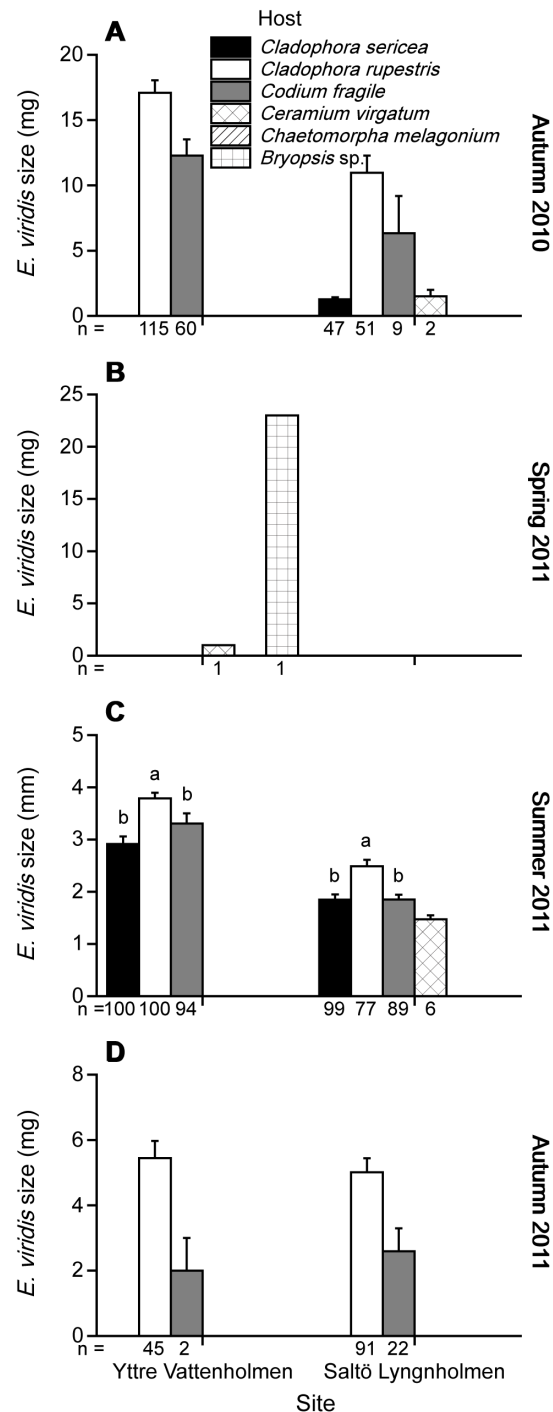 A
Host
Cladophora sericea
Cladophora rupestris
Codium fragile
Ceramium virgatum
Chaetomorpha melagonium
Bryopsis sp.
E. viridis size (mg)
20
15
10
5
0
n = 115 60 47 51 9 2
Autumn 2010
B
E. viridis size (mg)
25
20
15
10
5
0
n = 1 1
Spring 2011
C
E. viridis size (mm)
5
4
3
2
1
0
b a b b a b
n =100 100 94 99 77 89 6
Summer 2011
D
E. viridis size (mg)
8
6
4
2
0
n = 45 2 91 22
Autumn 2011
Yttre Vattenholmen Saltö Lyngnholmen
Site